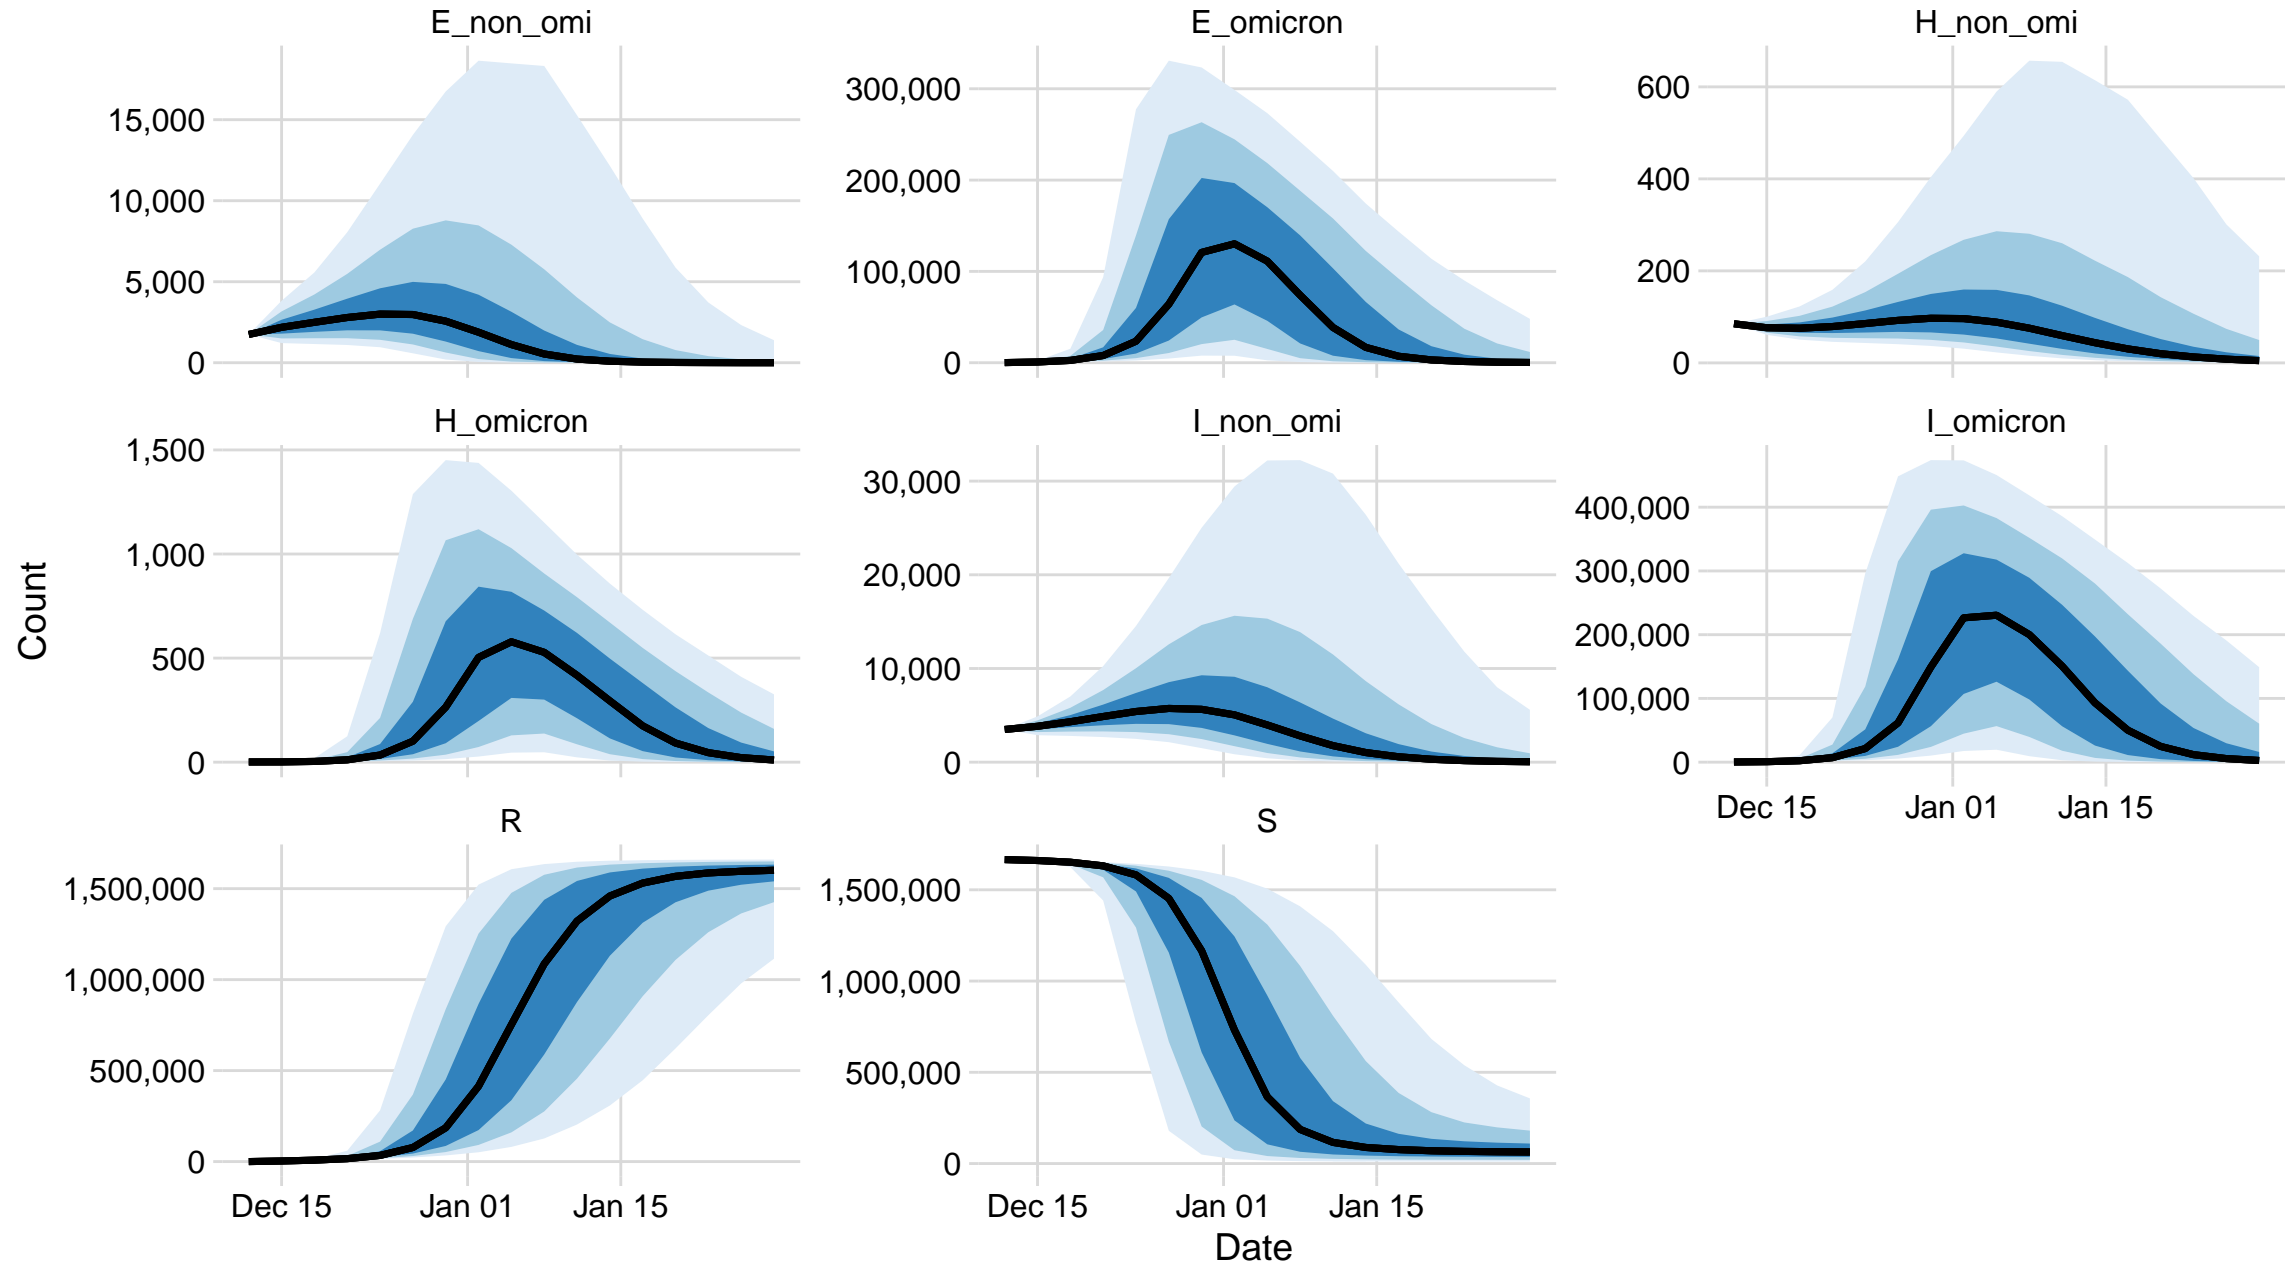 E_non_omi
E_omicron
H_non_omi
15,000
10,000
5,000
0
300,000
200,000
100,000
0
600
400
200
0
H_omicron
I_non_omi
I_omicron
1,500
1,000
500
0
30,000
20,000
10,000
0
400,000
300,000
200,000
100,000
0
Dec 15
Jan 01
Jan 15
Count
R
S
1,500,000
1,000,000
500,000
0
Dec 15
Jan 01
Jan 15
1,500,000
1,000,000
500,000
0
Dec 15
Jan 01
Jan 15
Date